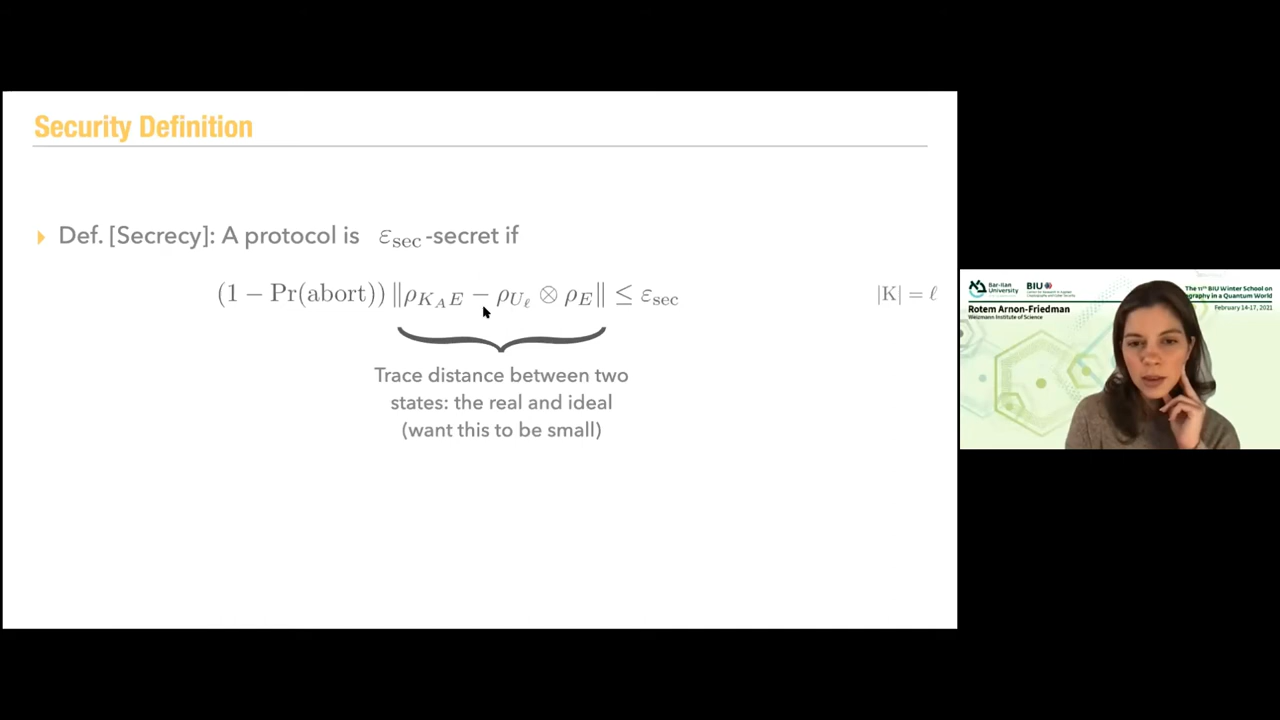 Security Definition
Def. [Secrecy]: A protocol is ε_sec-secret if
(1 − Pr(abort)) ‖ρ_{K_A E} − ρ_{U_ℓ} ⊗ ρ_E‖ ≤ ε_sec
|K| = ℓ
Trace distance between two
states: the real and ideal
(want this to be small)
Bar-Ilan
University
BIU
The 11th BIU Winter School on
ography in a Quantum World
February 14-17, 2021
Rotem Arnon-Friedman
Weizmann Institute of Science